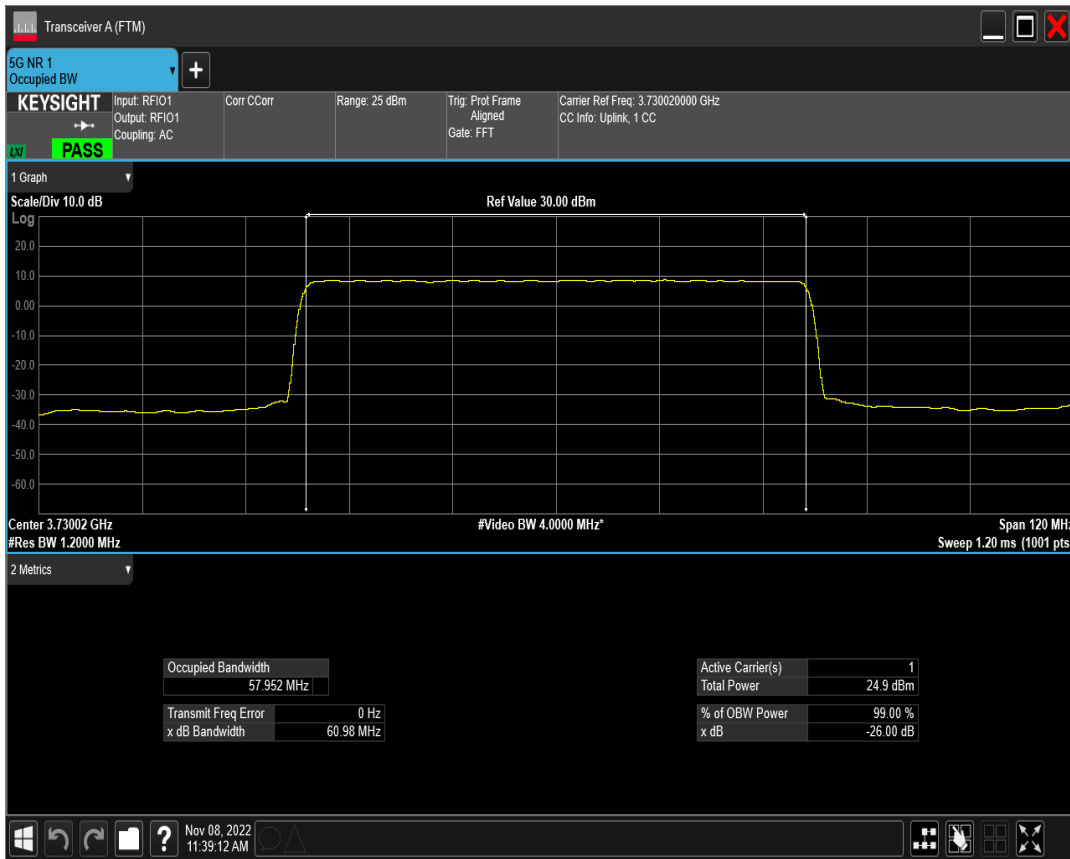 Transceiver A (FTM)
5G NR 1
Occupied BW
+
KEYSIGHT
LXI
PASS
Input: RFIO1
Output: RFIO1
Coupling: AC
Corr CCorr
Range: 25 dBm
Trig: Prot Frame
Aligned
Gate: FFT
Carrier Ref Freq: 3.730020000 GHz
CC Info: Uplink, 1 CC
1 Graph
Scale/Div 10.0 dB
Ref Value 30.00 dBm
Log
20.0
10.0
0.00
-10.0
-20.0
-30.0
-40.0
-50.0
-60.0
Center 3.73002 GHz
#Video BW 4.0000 MHz*
Span 120 MHz
#Res BW 1.2000 MHz
Sweep 1.20 ms (1001 pts
2 Metrics
Occupied Bandwidth
57.952 MHz
Transmit Freq Error 0 Hz
x dB Bandwidth 60.98 MHz
Active Carrier(s) 1
Total Power 24.9 dBm
% of OBW Power 99.00 %
x dB -26.00 dB
?
Nov 08, 2022
11:39:12 AM